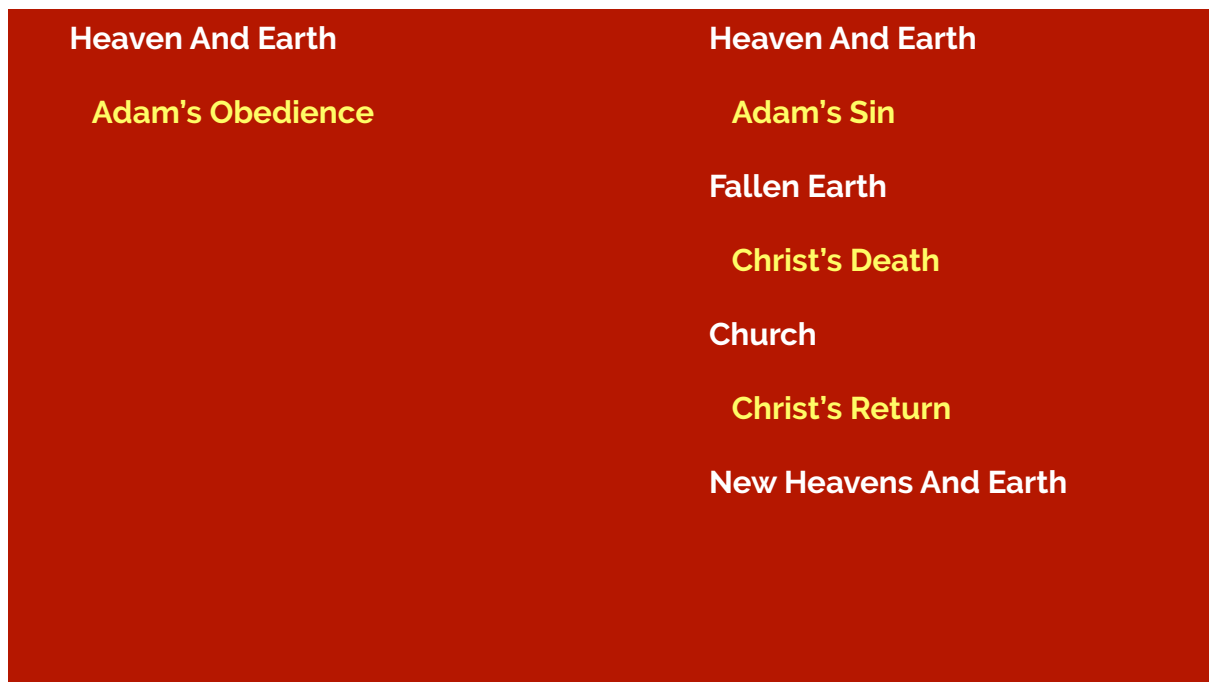 Heaven And Earth
Adam’s Obedience
Heaven And Earth
Adam’s Sin
Fallen Earth
Christ’s Death
Church
Christ’s Return
New Heavens And Earth